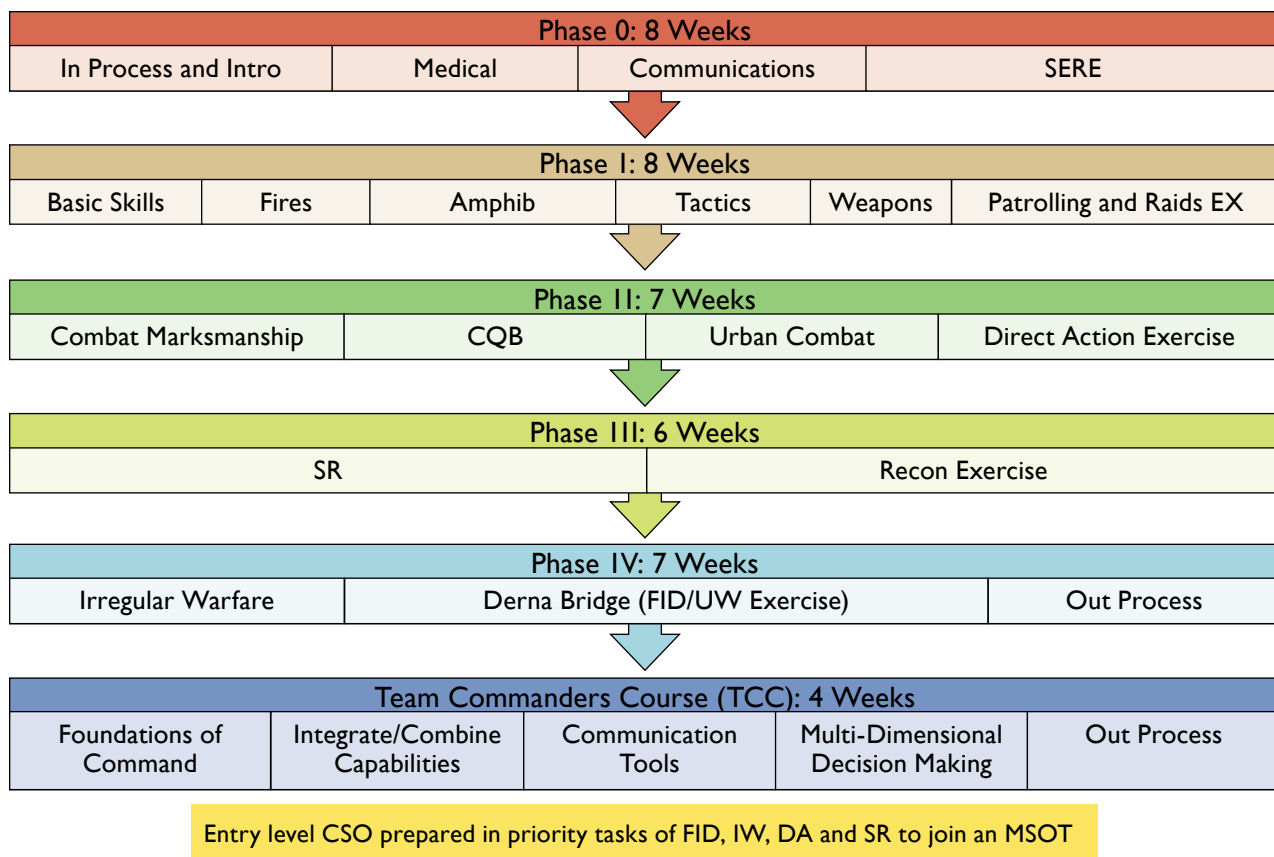 Phase 0: 8 Weeks
In Process and Intro
Medical
Communications
SERE
Phase I: 8 Weeks
Basic Skills
Fires
Amphib
Tactics
Weapons
Patrolling and Raids EX
Phase II: 7 Weeks
Combat Marksmanship
CQB
Urban Combat
Direct Action Exercise
Phase III: 6 Weeks
SR
Recon Exercise
Phase IV: 7 Weeks
Irregular Warfare
Derna Bridge (FID/UW Exercise)
Out Process
Team Commanders Course (TCC): 4 Weeks
Foundations of
Command
Integrate/Combine
Capabilities
Communication
Tools
Multi-Dimensional
Decision Making
Out Process
Entry level CSO prepared in priority tasks of FID, IW, DA and SR to join an MSOT